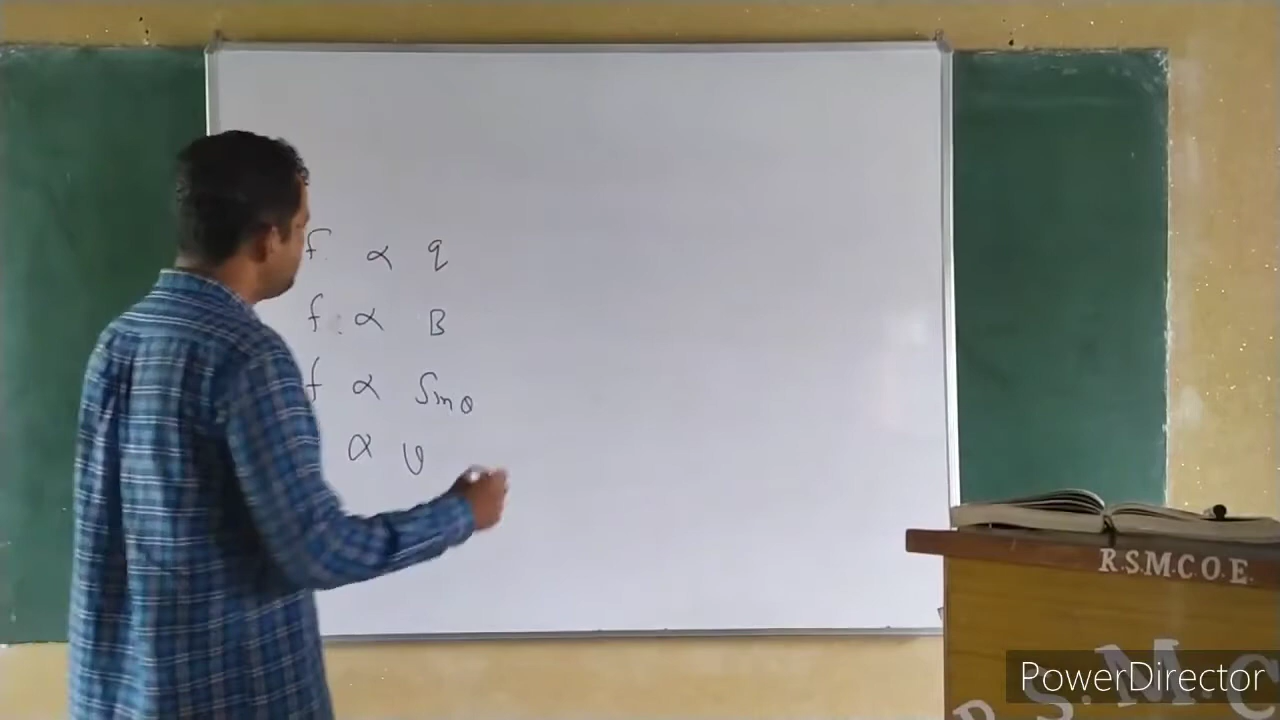 f α q
f α B
f α Sinθ
α v
R.S.M.C.O.E.
R.S.M.C
PowerDirector